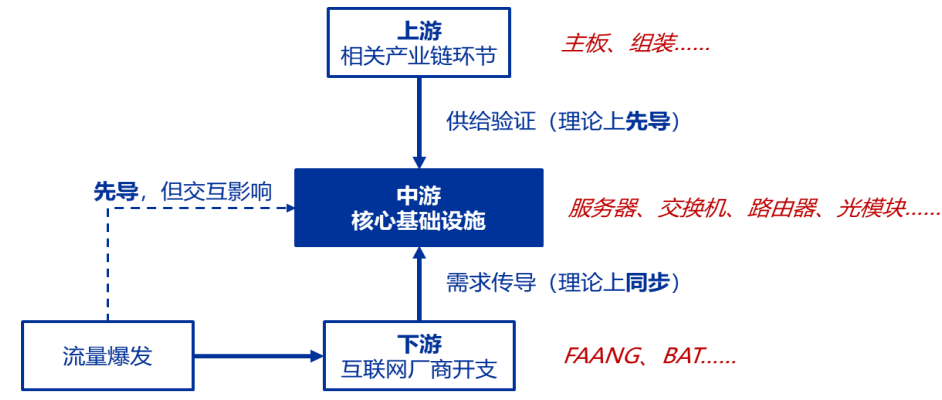 上游
相关产业链环节
主板、组装……
供给验证（理论上先导）
先导，但交互影响
中游
核心基础设施
服务器、交换机、路由器、光模块……
需求传导（理论上同步）
流量爆发
下游
互联网厂商开支
FAANG、BAT……